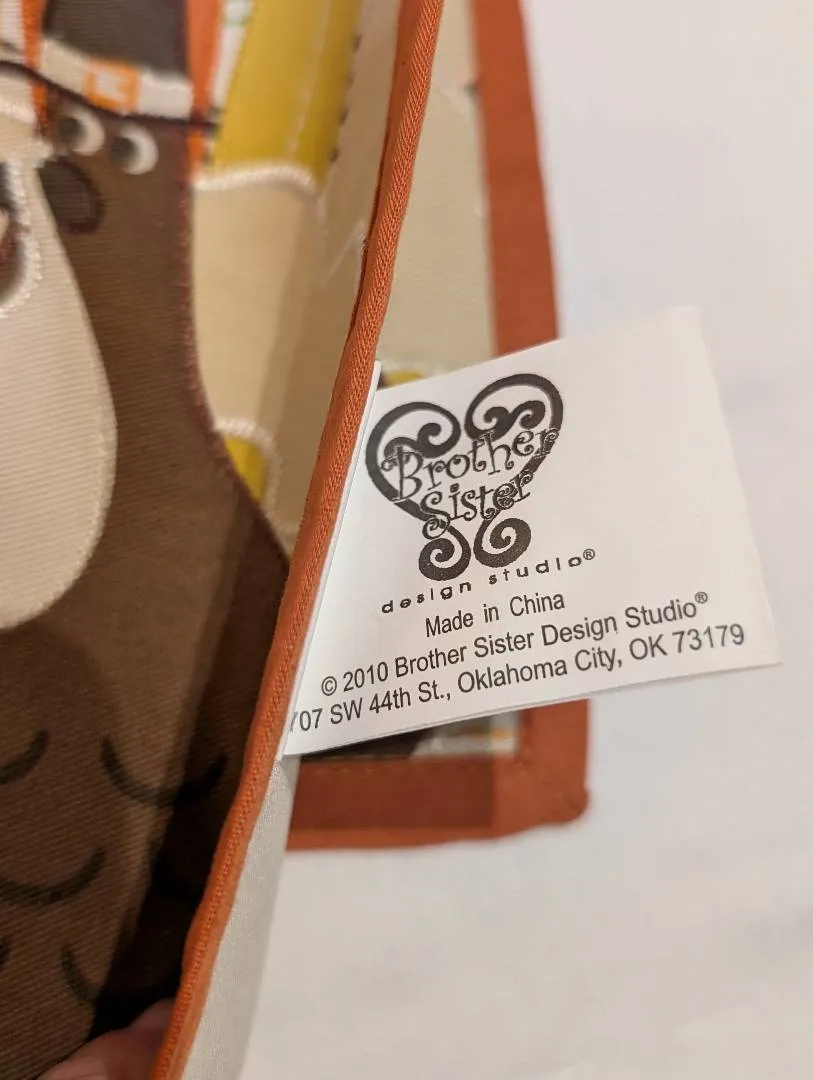 Brother
Sister
design studio®
Made in China
© 2010 Brother Sister Design Studio®
707 SW 44th St., Oklahoma City, OK 73179